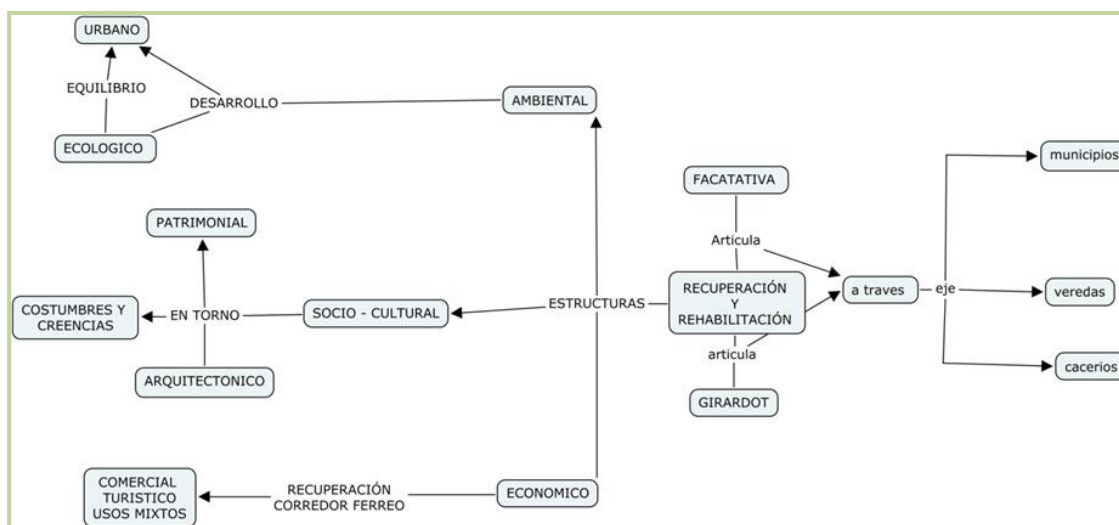 URBANO
EQUILIBRIO
DESARROLLO
AMBIENTAL
ECOLOGICO
PATRIMONIAL
COSTUMBRES Y
CREENCIAS
EN TORNO
SOCIO - CULTURAL
ARQUITECTONICO
COMERCIAL
TURISTICO
USOS MIXTOS
RECUPERACIÓN
CORREDOR FERREO
ECONOMICO
ESTRUCTURAS
FACATATIVA
Articula
RECUPERACIÓN
Y
REHABILITACIÓN
articula
GIRARDOT
a traves
eje
municipios
veredas
cacerios